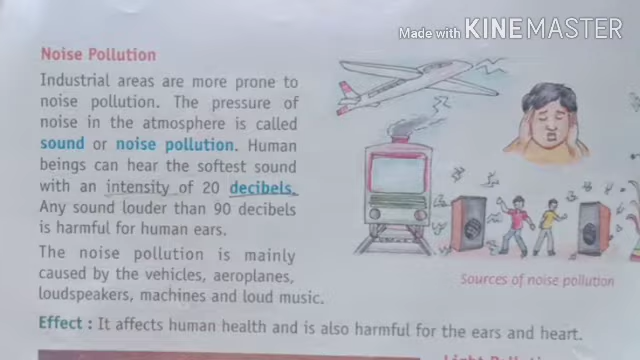 Made with KINEMASTER
Noise Pollution
Industrial areas are more prone to
noise pollution. The pressure of
noise in the atmosphere is called
sound or noise pollution. Human
beings can hear the softest sound
with an intensity of 20 decibels.
Any sound louder than 90 decibels
is harmful for human ears.
The noise pollution is mainly
caused by the vehicles, aeroplanes,
loudspeakers, machines and loud music.
Sources of noise pollution
Effect : It affects human health and is also harmful for the ears and heart.